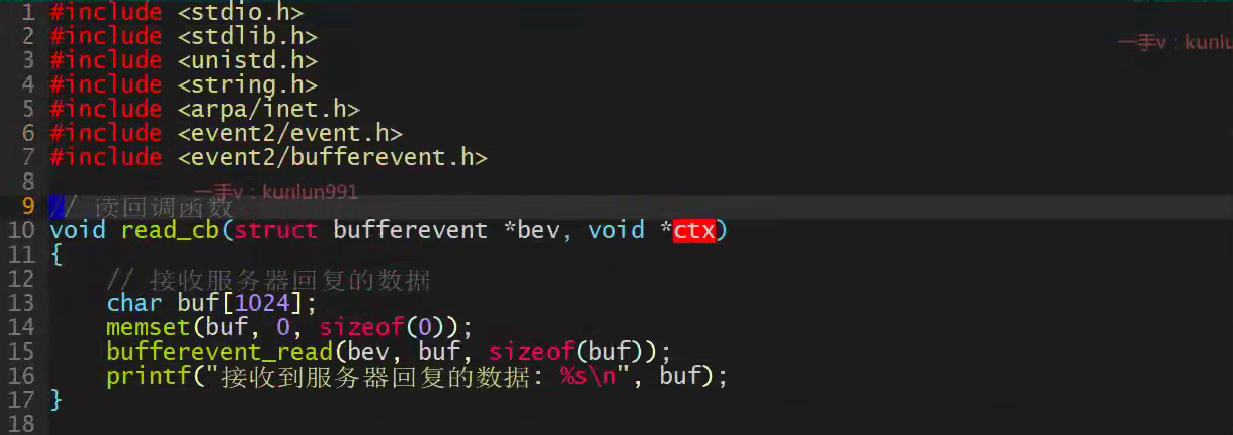 1 #include <stdio.h>
2 #include <stdlib.h>
一手v：kunlu
3 #include <unistd.h>
4 #include <string.h>
5 #include <arpa/inet.h>
6 #include <event2/event.h>
7 #include <event2/bufferevent.h>
8
一手v：kunlun991
9 // 读回调函数
10 void read_cb(struct bufferevent *bev, void *ctx)
11 {
12     // 接收服务器回复的数据
13     char buf[1024];
14     memset(buf, 0, sizeof(0));
15     bufferevent_read(bev, buf, sizeof(buf));
16     printf("接收到服务器回复的数据: %s\n", buf);
17 }
18